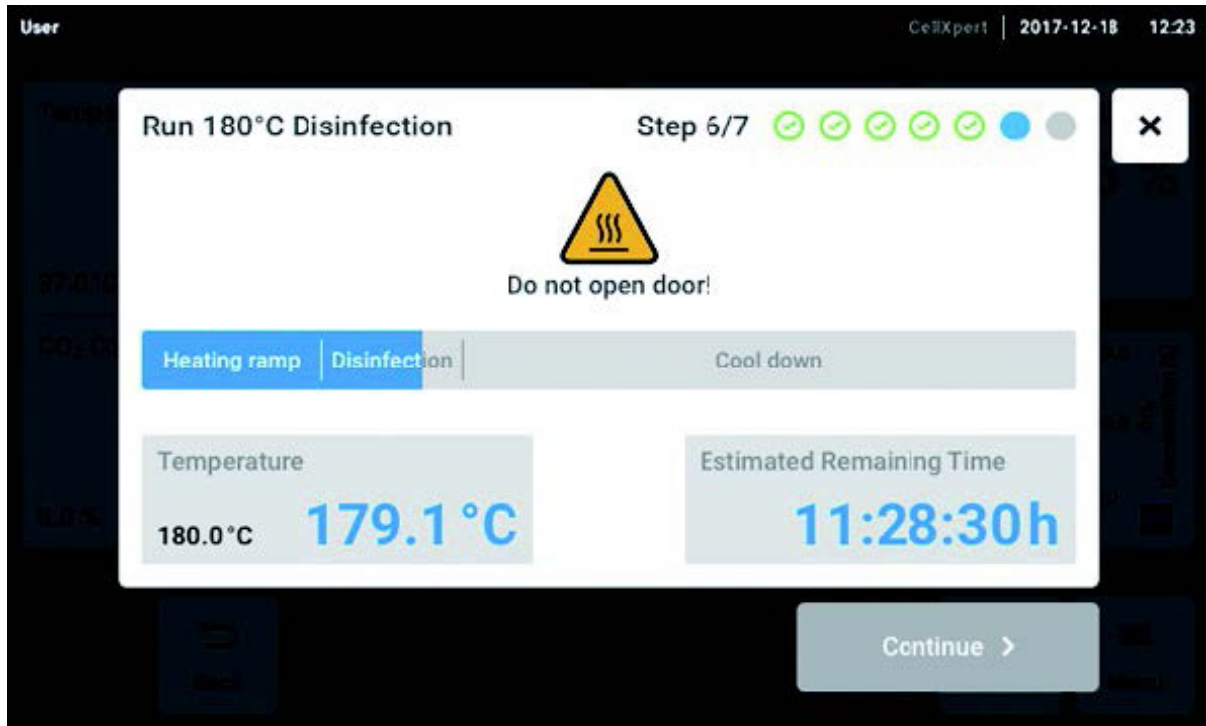 User
CellXpert | 2017-12-18 12:23
Run 180°C Disinfection
Step 6/7
Do not open door!
Heating ramp
Disinfection
Cool down
Temperature
180.0°C 179.1°C
Estimated Remaining Time
11:28:30h
Continue >
Back